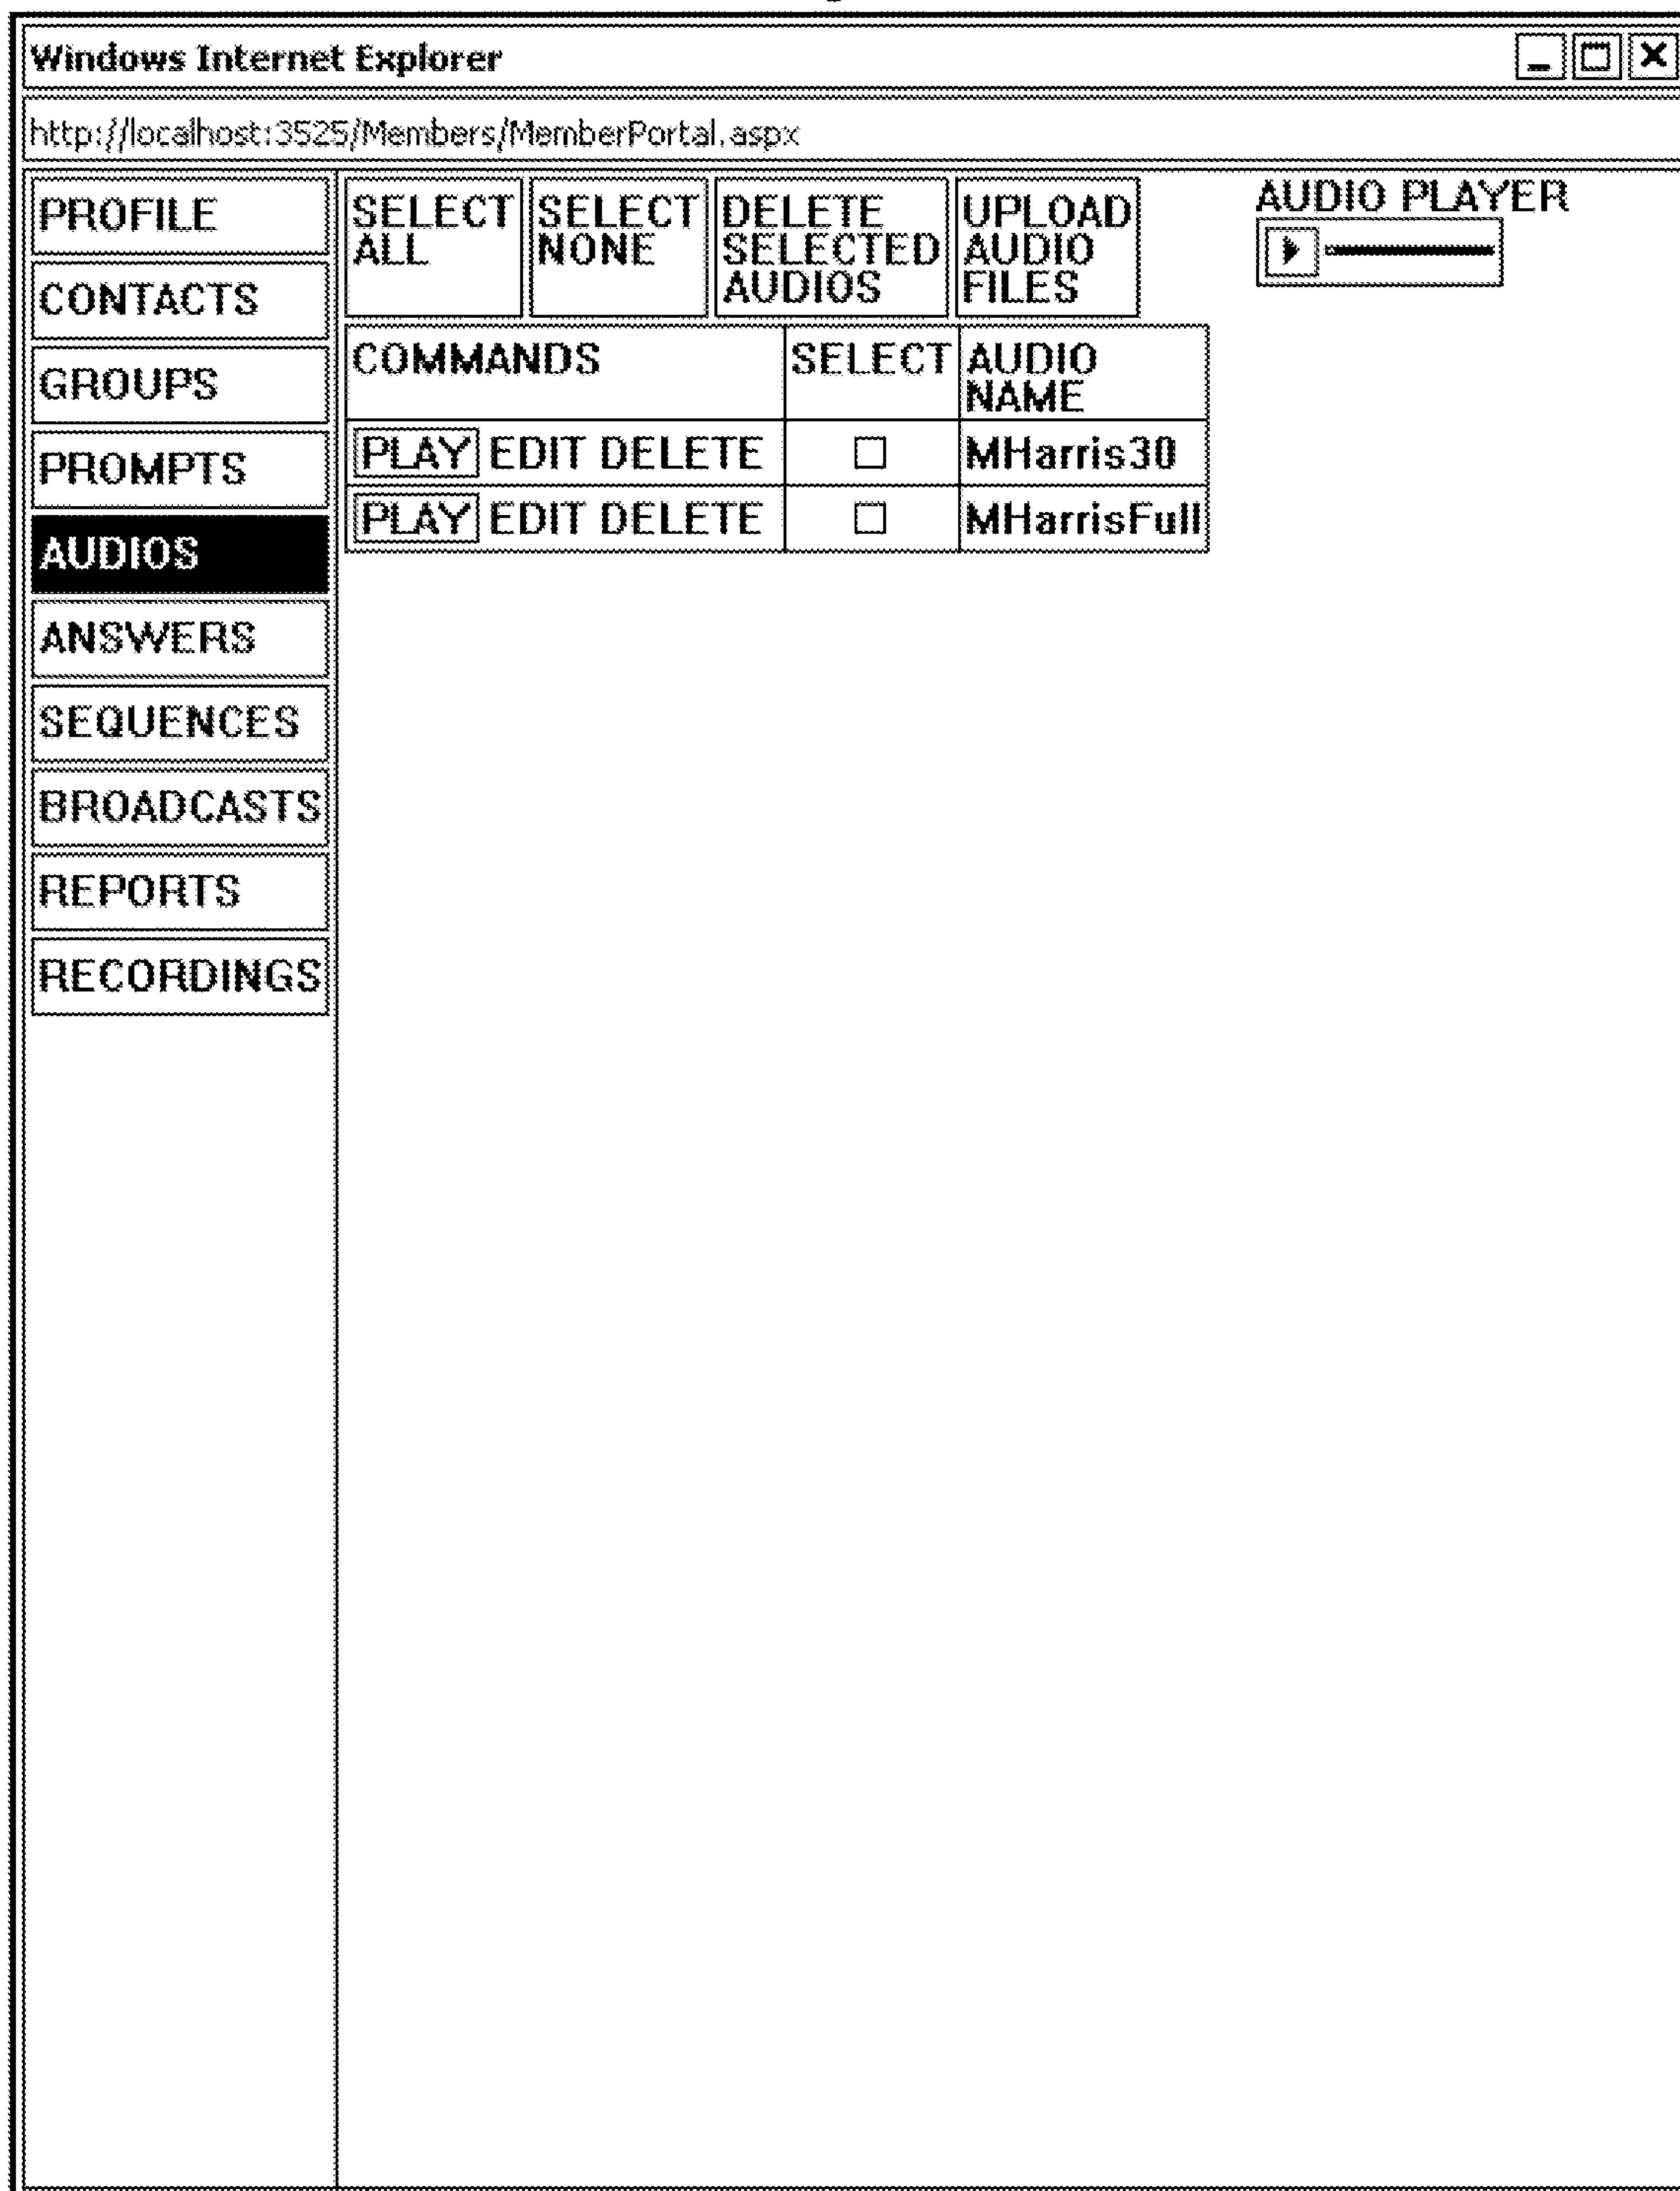 Windows Internet Explorer
http://localhost:3525/Members/MemberPortal.aspx
PROFILE
CONTACTS
GROUPS
PROMPTS
AUDIOS
ANSWERS
SEQUENCES
BROADCASTS
REPORTS
RECORDINGS
SELECT
ALL
SELECT
NONE
DELETE
SELECTED
AUDIOS
UPLOAD
AUDIO
FILES
AUDIO PLAYER
COMMANDS SELECT AUDIO
NAME
PLAY EDIT DELETE MHarris30
PLAY EDIT DELETE MHarrisFull